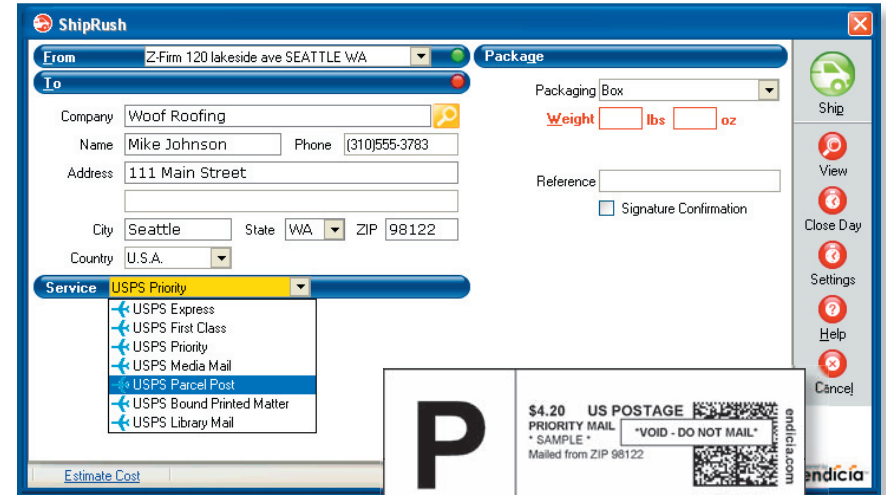 ShipRush
From Z-Firm 120 lakeside ave SEATTLE WA
To
Company Woof Roofing
Name Mike Johnson Phone (310)555-3783
Address 111 Main Street
City Seattle State WA ZIP 98122
Country U.S.A.
Service USPS Priority
USPS Express
USPS First Class
USPS Priority
USPS Media Mail
USPS Parcel Post
USPS Bound Printed Matter
USPS Library Mail
Estimate Cost
Package
Packaging Box
Weight lbs oz
Reference
Signature Confirmation
Ship
View
Close Day
Settings
Help
Cancel
P
$4.20 US POSTAGE
PRIORITY MAIL
* SAMPLE *
*VOID - DO NOT MAIL*
Mailed from ZIP 98122
endicia.com
endicia